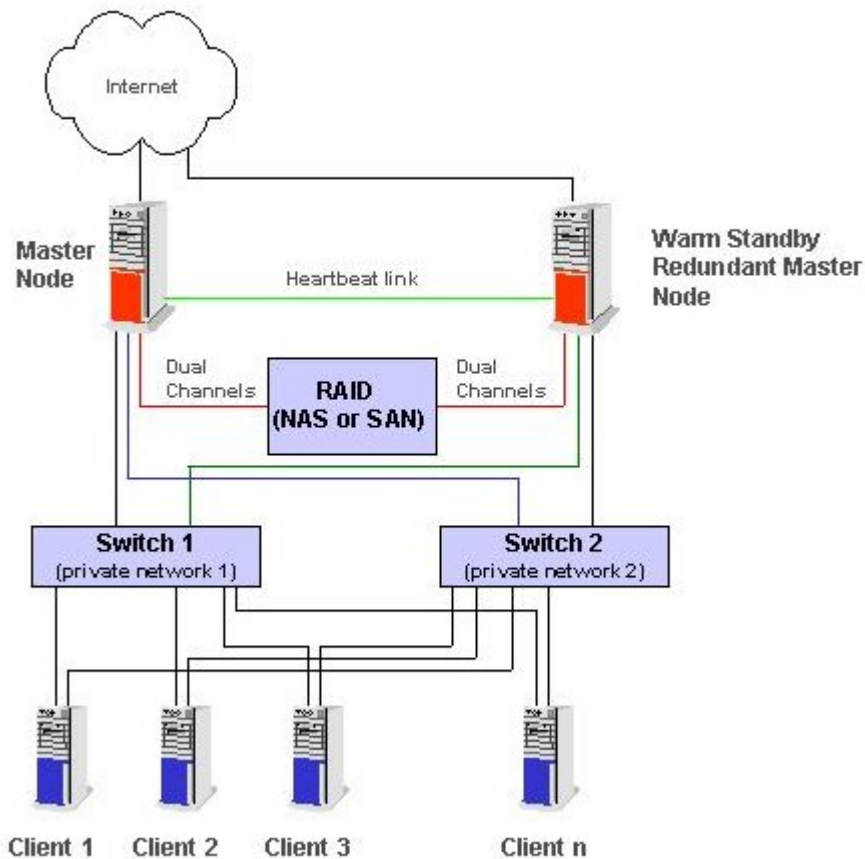 Internet
Master
Node
Heartbeat link
Warm Standby
Redundant Master
Node
Dual
Channels
RAID
(NAS or SAN)
Dual
Channels
Switch 1
(private network 1)
Switch 2
(private network 2)
Client 1
Client 2
Client 3
Client n